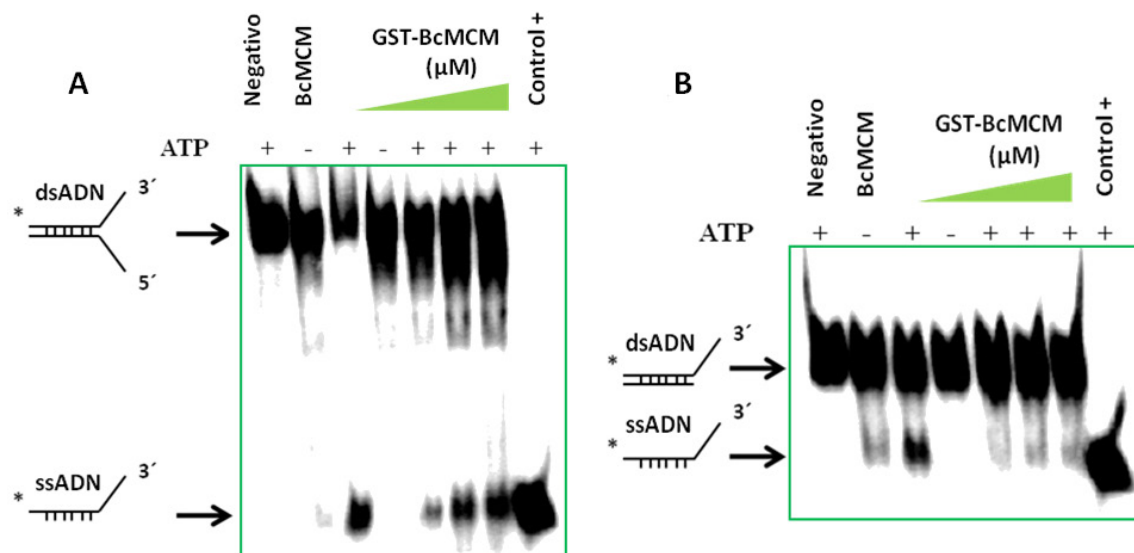 A
Negativo
BcMCM
GST-BcMCM
(µM)
Control +
ATP + - + - + + + +
* dsADN 3´
5´
* ssADN 3´
B
Negativo
BcMCM
GST-BcMCM
(µM)
Control +
ATP + - + - + + + +
* dsADN 3´
* ssADN 3´